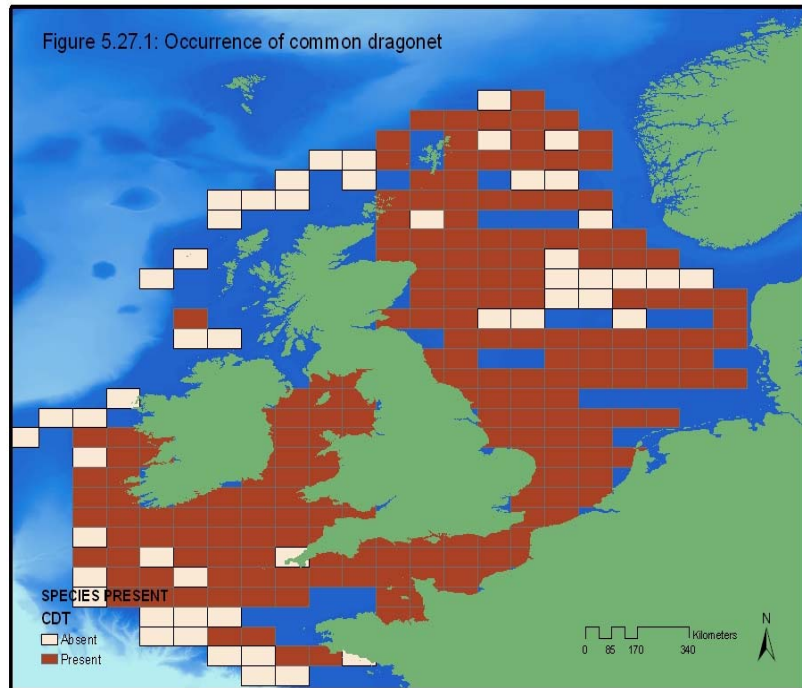 Figure 5.27.1: Occurrence of common dragonet
SPECIES PRESENT
CDT
Absent
Present
Kilometers
0 85 170 340
N